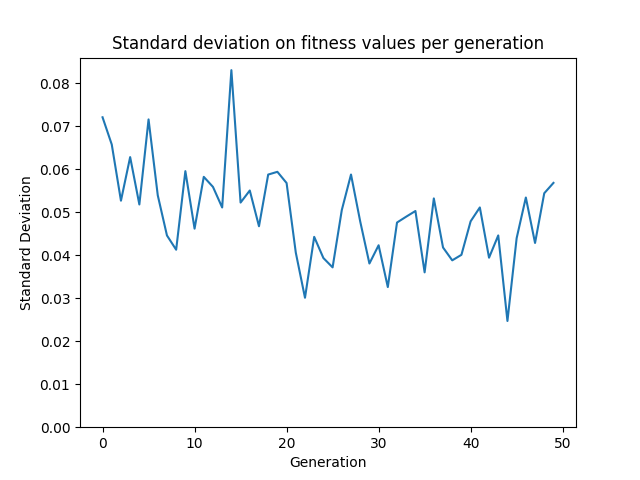 Standard deviation on fitness values per generation
0.08
0.07
0.06
0.05
0.04
0.03
0.02
0.01
0.00
Standard Deviation
0 10 20 30 40 50
Generation